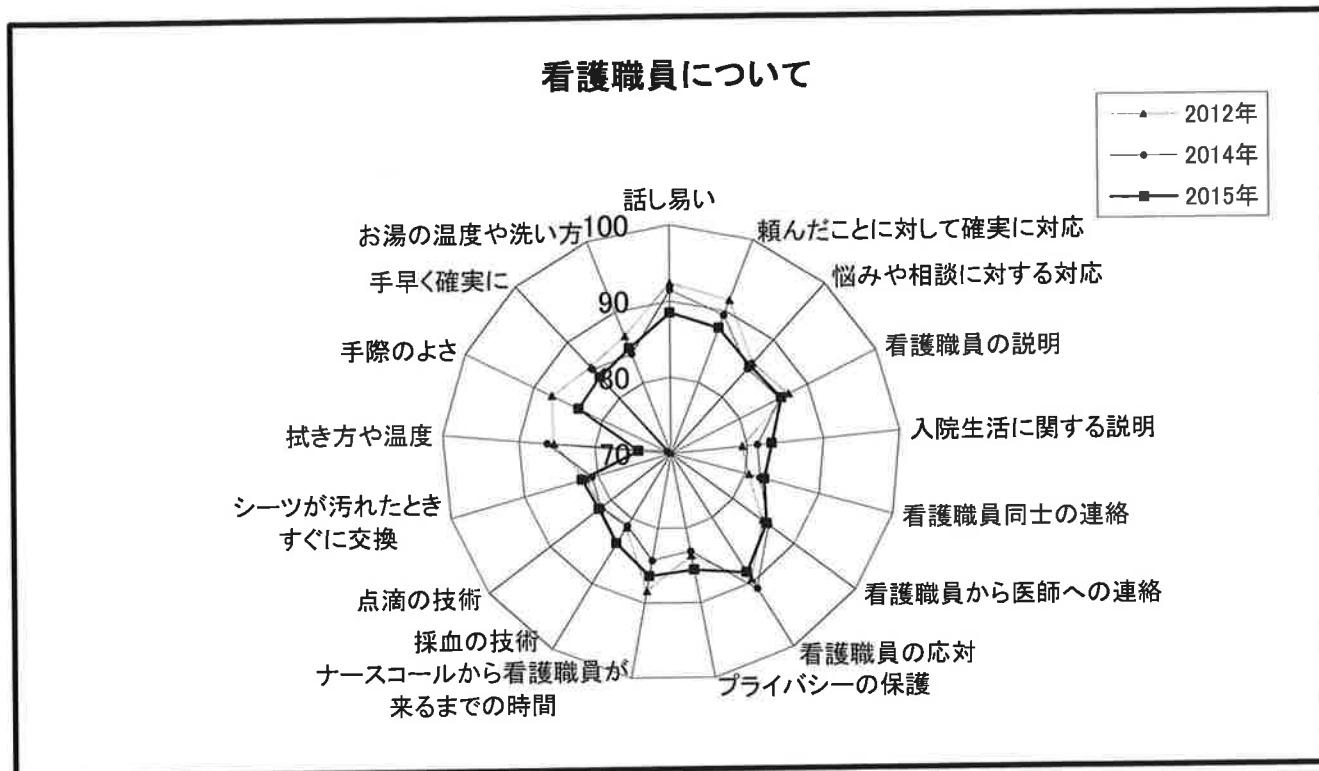 看護職員について
2012年
2014年
2015年
話し易い
頼んだことに対して確実に対応
悩みや相談に対する対応
看護職員の説明
入院生活に関する説明
看護職員同士の連絡
看護職員から医師への連絡
看護職員の応対
プライバシーの保護
ナースコールから看護職員が
来るまでの時間
採血の技術
点滴の技術
シーツが汚れたとき
すぐに交換
拭き方や温度
手際のよさ
手早く確実に
お湯の温度や洗い方
100
90
80
70